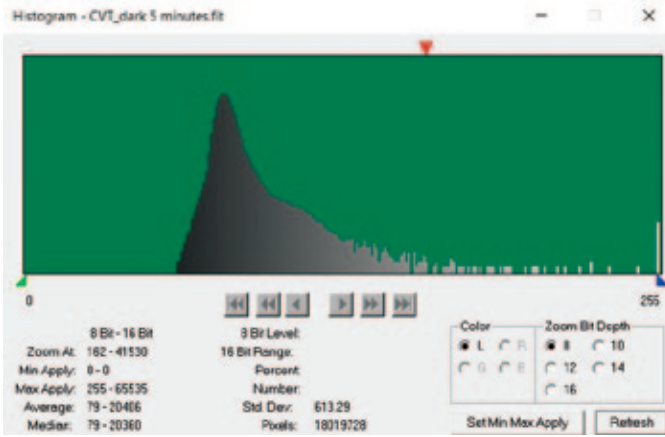 Histogram - CVT_dark 5 minutes.fit
0
255
8 Bit - 16 Bit
Zoom At: 162 - 41530
Min Apply: 0 - 0
Max Apply: 255 - 65535
Average: 79 - 20406
Median: 79 - 20360
8 Bit Level:
16 Bit Range:
Percent:
Number:
Std. Dev: 613.29
Pixels: 18019728
Color
L R
G B
Zoom Bit Depth
8 10
12 14
16
Set Min Max Apply
Refresh